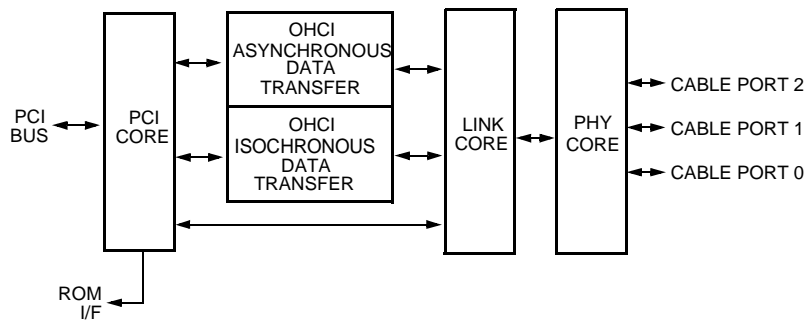 OHCI
ASYNCHRONOUS
DATA
TRANSFER
OHCI
ISOCHRONOUS
DATA
TRANSFER
PCI
BUS
PCI
CORE
LINK
CORE
PHY
CORE
CABLE PORT 2
CABLE PORT 1
CABLE PORT 0
ROM
I/F